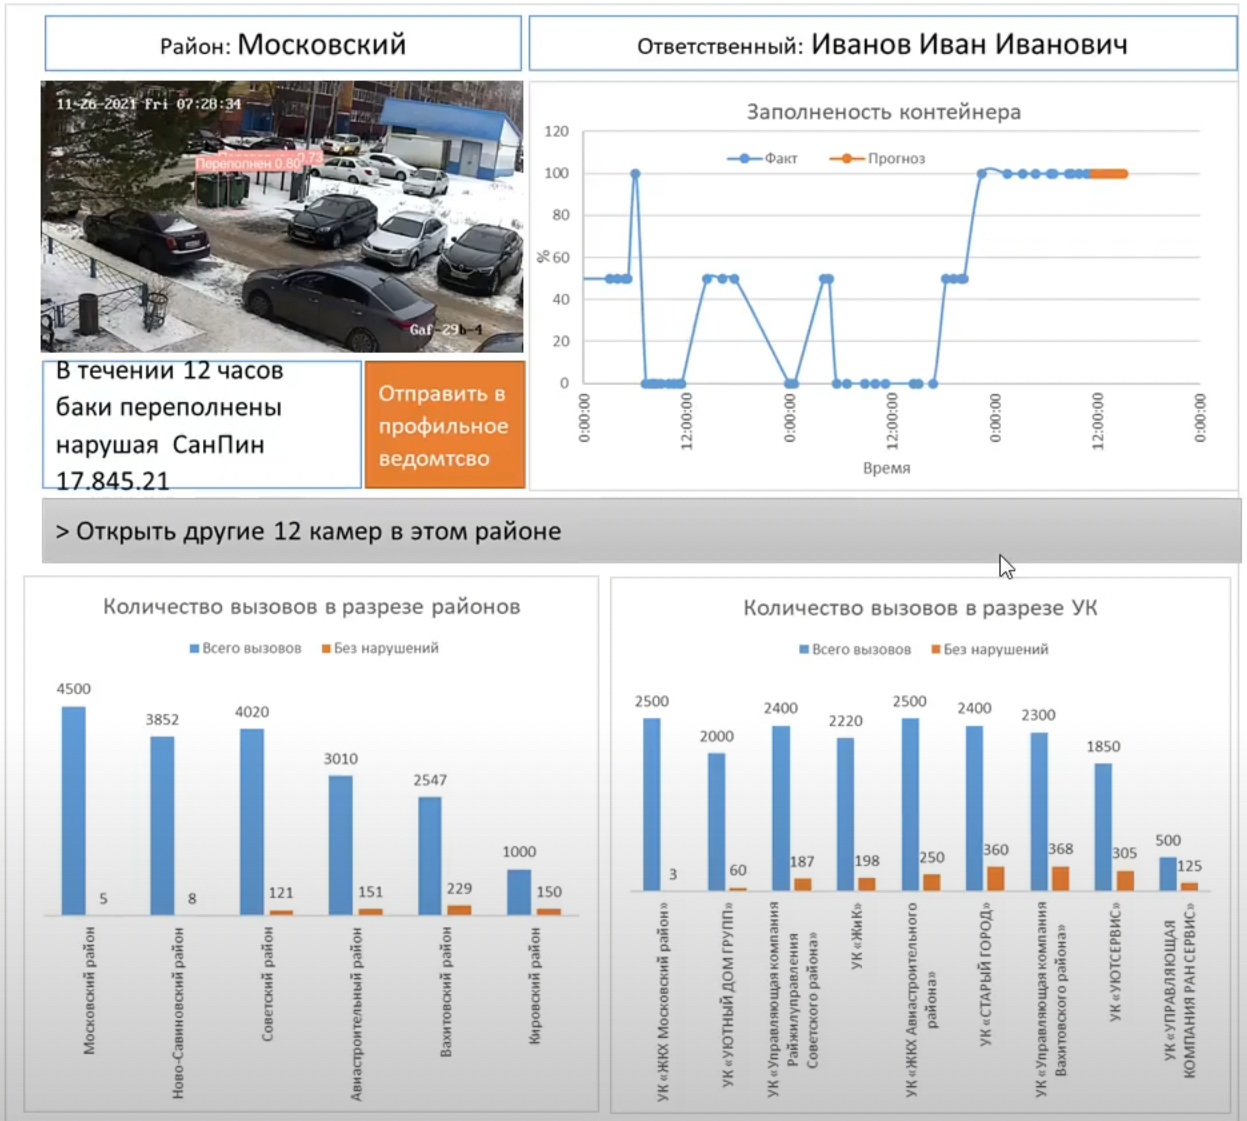 Район: Московский
Ответственный: Иванов Иван Иванович
11-26-2021 Fri 07:28:34
0,73
Переполнен 0,80
Gaf-29b-4
Заполненость контейнера
Факт
Прогноз
120
100
80
60
40
20
0
%
0:00:00
12:00:00
0:00:00
12:00:00
0:00:00
12:00:00
0:00:00
Время
В течении 12 часов
баки переполнены
нарушая СанПин
17.845.21
Отправить в
профильное
ведомтсво
> Открыть другие 12 камер в этом районе
Количество вызовов в разрезе районов
Всего вызовов
Без нарушений
4500
5
3852
8
4020
121
3010
151
2547
229
1000
150
Московский район
Ново-Савиновский район
Советский район
Авиастроительный район
Вахитовский район
Кировский район
Количество вызовов в разрезе УК
Всего вызовов
Без нарушений
2500
3
2000
60
2400
187
2220
198
2500
250
2400
360
2300
368
1850
305
500
125
УК «ЖКХ Московский район»
УК «УЮТНЫЙ ДОМ ГРУПП»
УК «Управляющая компания
Райжилуправления
Советского района»
УК «ЖиК»
УК «ЖКХ Авиастроительного
района»
УК «СТАРЫЙ ГОРОД»
УК «Управляющая компания
Вахитовского района»
УК «УЮТСЕРВИС»
УК «УПРАВЛЯЮЩАЯ
КОМПАНИЯ РАН СЕРВИС»